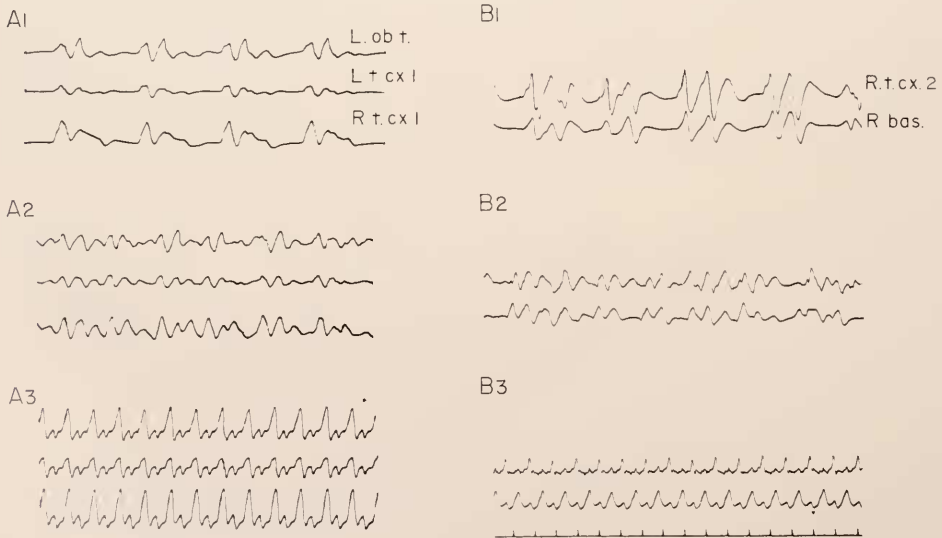 A1
L. ob t.
L t cx 1
R t. cx 1
B1
R. t. cx. 2
R bas.
A2
B2
A3
B3